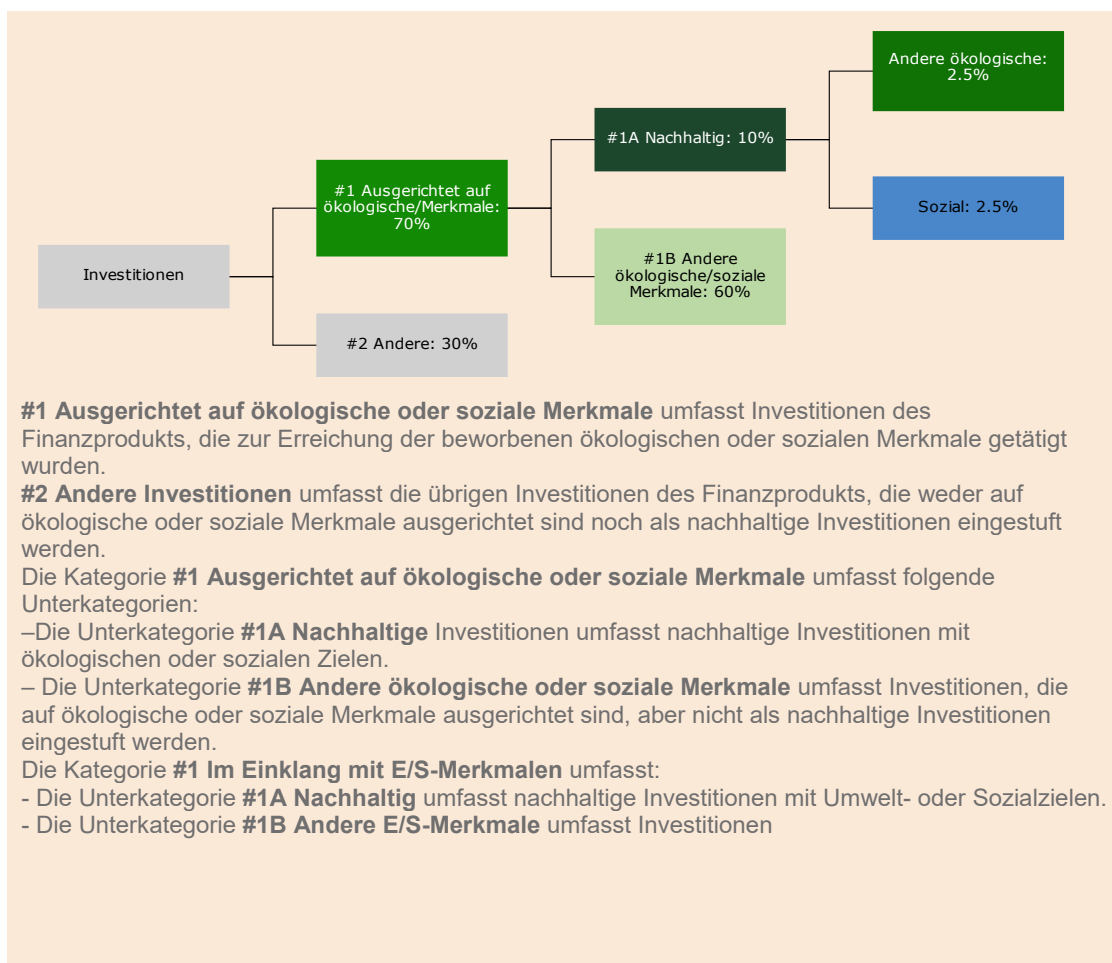 Andere ökologische:
2.5%
#1A Nachhaltig: 10%
#1 Ausgerichtet auf
ökologische/Merkmale:
70%
Sozial: 2.5%
Investitionen
#1B Andere
ökologische/soziale
Merkmale: 60%
#2 Andere: 30%
#1 Ausgerichtet auf ökologische oder soziale Merkmale umfasst Investitionen des
Finanzprodukts, die zur Erreichung der beworbenen ökologischen oder sozialen Merkmale getätigt
wurden.
#2 Andere Investitionen umfasst die übrigen Investitionen des Finanzprodukts, die weder auf
ökologische oder soziale Merkmale ausgerichtet sind noch als nachhaltige Investitionen eingestuft
werden.
Die Kategorie #1 Ausgerichtet auf ökologische oder soziale Merkmale umfasst folgende
Unterkategorien:
–Die Unterkategorie #1A Nachhaltige Investitionen umfasst nachhaltige Investitionen mit
ökologischen oder sozialen Zielen.
– Die Unterkategorie #1B Andere ökologische oder soziale Merkmale umfasst Investitionen, die
auf ökologische oder soziale Merkmale ausgerichtet sind, aber nicht als nachhaltige Investitionen
eingestuft werden.
Die Kategorie #1 Im Einklang mit E/S-Merkmalen umfasst:
- Die Unterkategorie #1A Nachhaltig umfasst nachhaltige Investitionen mit Umwelt- oder Sozialzielen.
- Die Unterkategorie #1B Andere E/S-Merkmale umfasst Investitionen